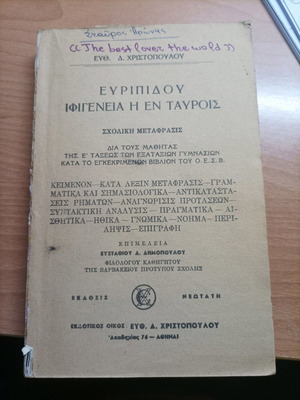 Σταύρος
« The best lover the world »
ΕΥΘ. Δ. ΧΡΙΣΤΟΠΟΥΛΟΥ
ΕΥΡΙΠΙΔΟΥ
ΙΦΙΓΕΝΕΙΑ Η ΕΝ ΤΑΥΡΟΙΣ
ΣΧΟΛΙΚΗ ΜΕΤΑΦΡΑΣΙΣ
ΔΙΑ ΤΟΥΣ ΜΑΘΗΤΑΣ
ΤΗΣ Ε' ΤΑΞΕΩΣ ΤΩΝ ΕΞΑΤΑΞΙΩΝ ΓΥΜΝΑΣΙΩΝ
ΚΑΤΑ ΤΟ ΕΓΚΕΚΡΙΜΕΝΟΝ ΒΙΒΛΙΟΝ ΤΟΥ Ο.Ε.Σ.Β.
ΚΕΙΜΕΝΟΝ—ΚΑΤΑ ΛΕΞΙΝ ΜΕΤΑΦΡΑΣΙΣ—ΓΡΑΜ-
ΜΑΤΙΚΑ ΚΑΙ ΣΗΜΑΣΙΟΛΟΓΙΚΑ—ΑΝΤΙΚΑΤΑΣΤΑ-
ΣΕΙΣ ΡΗΜΑΤΩΝ—ΑΝΑΓΝΩΡΙΣΙΣ ΠΡΟΤΑΣΕΩΝ—
ΣΥΝΤΑΚΤΙΚΗ ΑΝΑΛΥΣΙΣ—ΠΡΑΓΜΑΤΙΚΑ—ΑΙ-
ΣΘΗΤΙΚΑ—ΗΘΙΚΑ—ΓΝΩΜΙΚΑ—ΝΟΗΜΑ—ΠΕΡΙ-
ΛΗΨΙΣ—ΕΠΙΓΡΑΦΗ
ΕΠΙΜΕΛΕΙΑ
ΕΥΣΤΑΘΙΟΥ Δ. ΔΗΜΟΠΟΥΛΟΥ
ΦΙΛΟΛΟΓΟΥ ΚΑΘΗΓΗΤΟΥ
ΤΗΣ ΒΑΡΒΑΚΕΙΟΥ ΠΡΟΤΥΠΟΥ ΣΧΟΛΗΣ
ΕΚΔΟΣΙΣ ΝΕΩΤΑΤΗ
ΕΚΔΟΤΙΚΟΣ ΟΙΚΟΣ ΕΥΘ. Δ. ΧΡΙΣΤΟΠΟΥΛΟΥ
Λεωχάρους 74 — ΑΘΗΝΑΙ